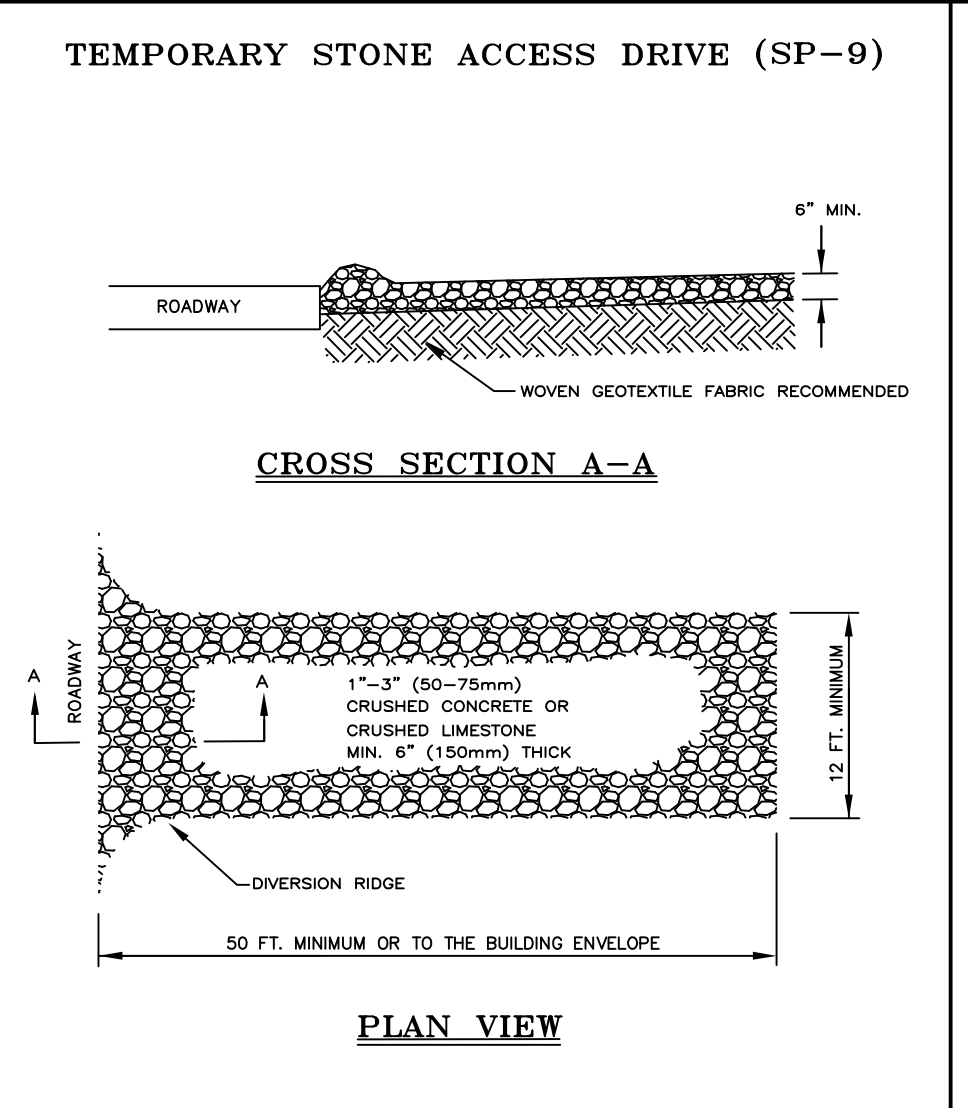 TEMPORARY STONE ACCESS DRIVE (SP-9)
6" MIN.
ROADWAY
WOVEN GEOTEXTILE FABRIC RECOMMENDED
CROSS SECTION A-A
ROADWAY
A
A
1"-3" (50-75mm)
CRUSHED CONCRETE OR
CRUSHED LIMESTONE
MIN. 6" (150mm) THICK
12 FT. MINIMUM
DIVERSION RIDGE
50 FT. MINIMUM OR TO THE BUILDING ENVELOPE
PLAN VIEW